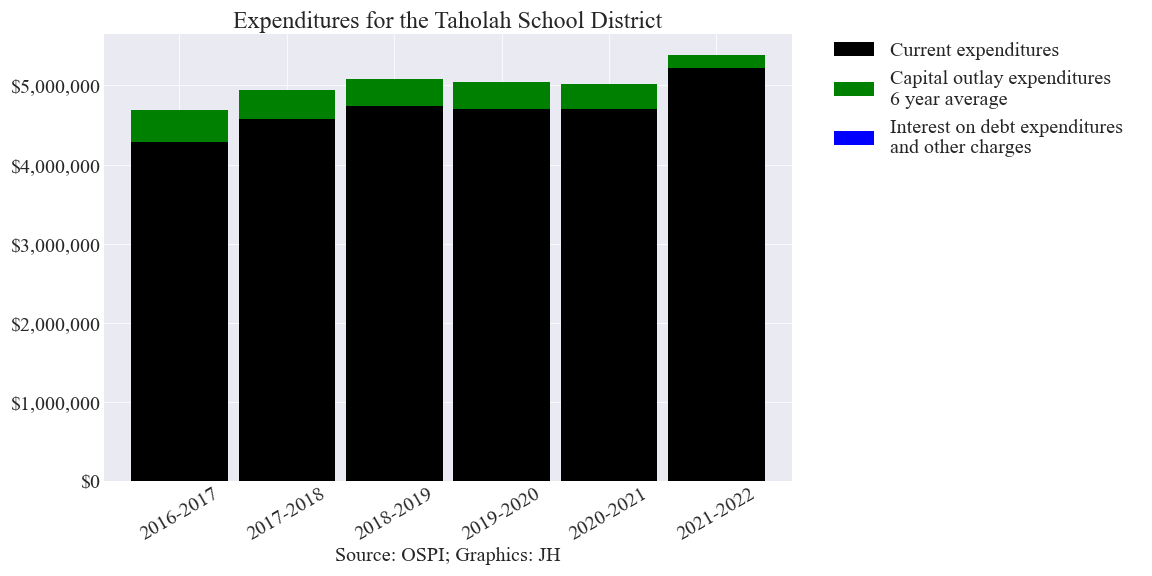 Expenditures for the Taholah School District
Current expenditures
Capital outlay expenditures
6 year average
Interest on debt expenditures
and other charges
$5,000,000
$4,000,000
$3,000,000
$2,000,000
$1,000,000
$0
2016-2017
2017-2018
2018-2019
2019-2020
2020-2021
2021-2022
Source: OSPI; Graphics: JH